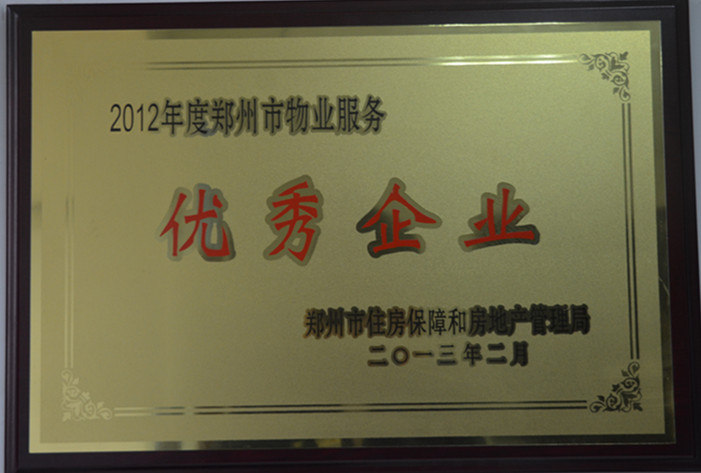 2012年度郑州市物业服务
优秀企业
郑州市住房保障和房地产管理局
二〇一三年二月